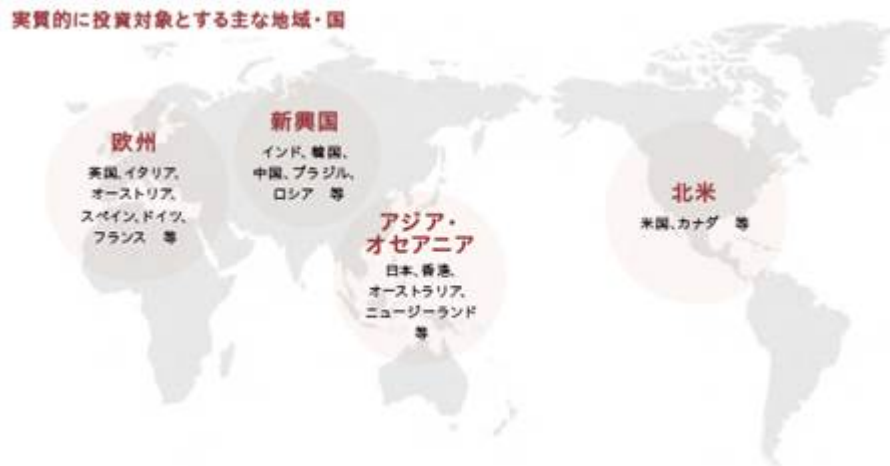 実質的に投資対象とする主な地域・国
欧州
英国、イタリア、
オーストリア、
スペイン、ドイツ、
フランス 等
新興国
インド、韓国、
中国、ブラジル、
ロシア 等
アジア・
オセアニア
日本、香港、
オーストラリア、
ニュージーランド
等
北米
米国、カナダ 等